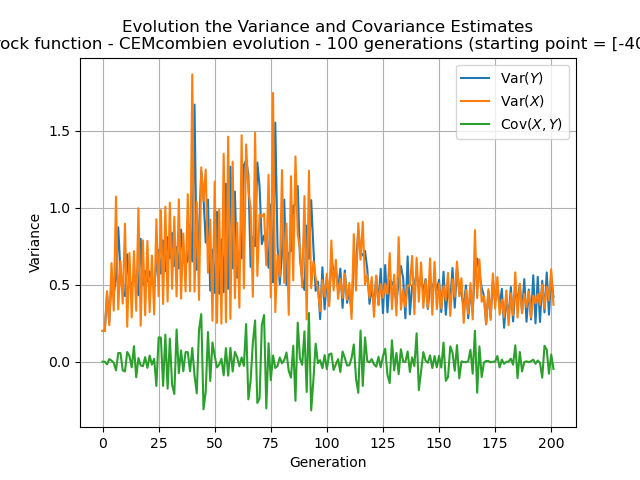 Evolution the Variance and Covariance Estimates
function - CEMcombien evolution - 100 generations (starting point = [-40
Var(Y)
Var(X)
Cov(X, Y)
Variance
1.5
1.0
0.5
0.0
0 25 50 75 100 125 150 175 200
Generation